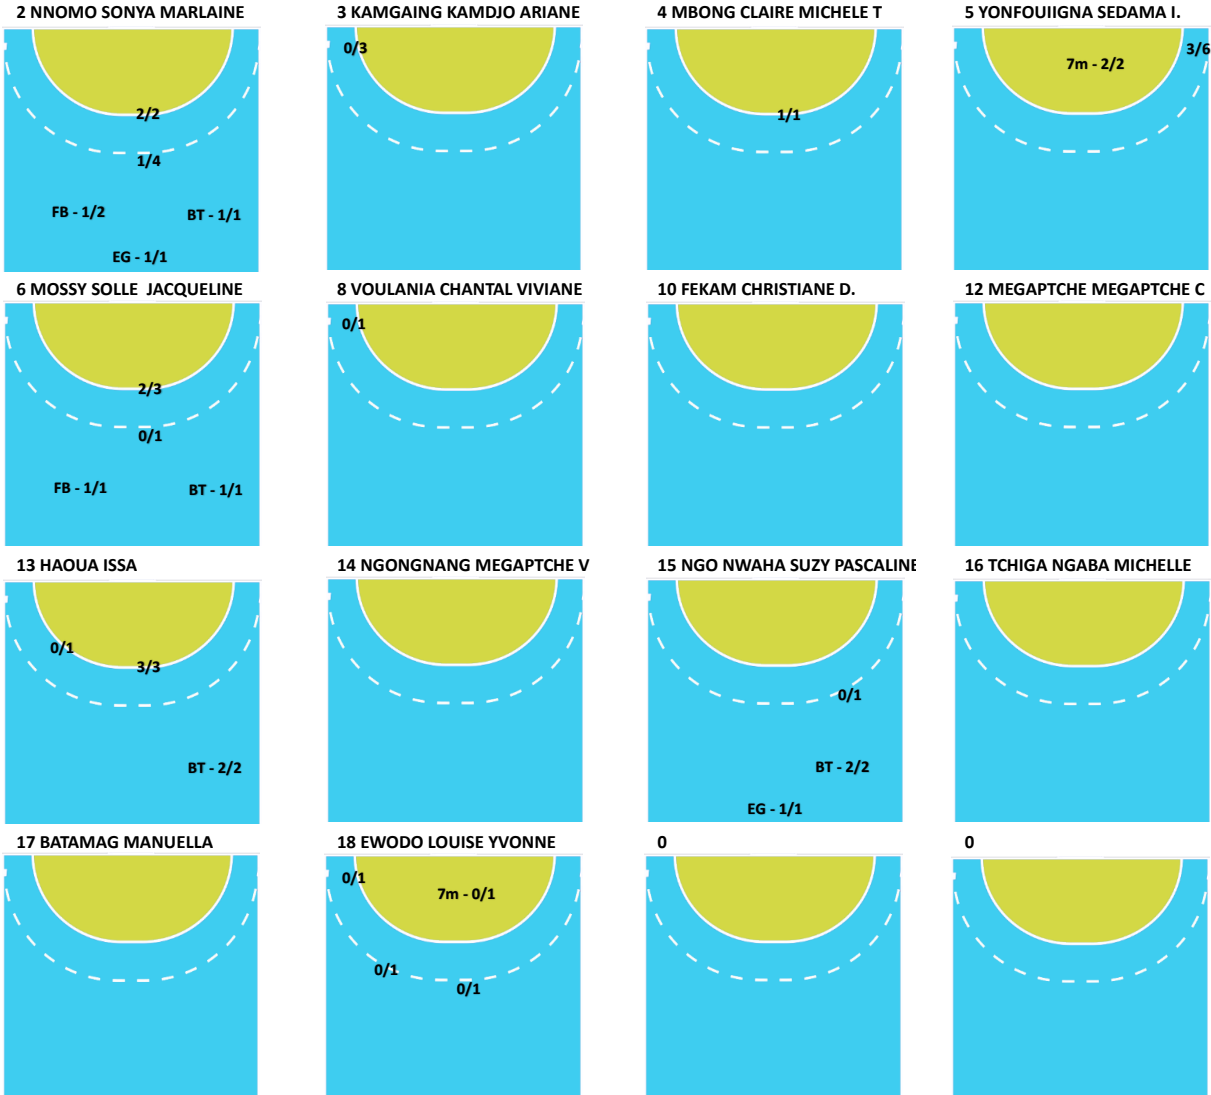 2 NNOMO SONYA MARLAINE
2/2
1/4
FB - 1/2
BT - 1/1
EG - 1/1
3 KAMGAING KAMDJO ARIANE
0/3
4 MBONG CLAIRE MICHELE T
1/1
5 YONFOUIIGNA SEDAMA I.
7m - 2/2
3/6
6 MOSSY SOLLE  JACQUELINE
2/3
0/1
FB - 1/1
BT - 1/1
8 VOULANIA CHANTAL VIVIANE
0/1
10 FEKAM CHRISTIANE D.
12 MEGAPTCHE MEGAPTCHE C
13 HAOUA ISSA
0/1
3/3
BT - 2/2
14 NGONGNANG MEGAPTCHE V
15 NGO NWAHA SUZY PASCALINE
0/1
BT - 2/2
EG - 1/1
16 TCHIGA NGABA MICHELLE
17 BATAMAG MANUELLA
18 EWODO LOUISE YVONNE
0/1
7m - 0/1
0/1
0/1
0
0